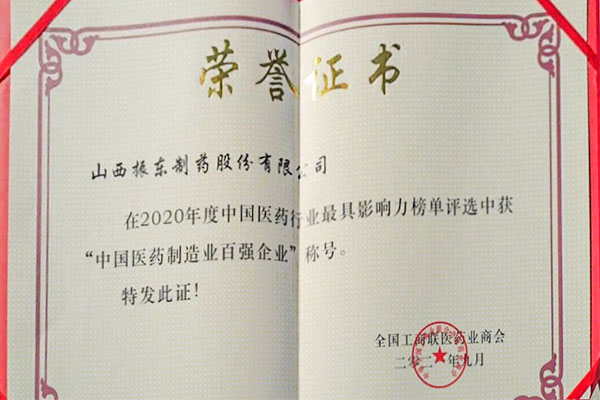 荣誉证书
山西振东制药股份有限公司
在2020年度中国医药行业最具影响力榜单评选中获
“中国医药制造业百强企业”称号。
特发此证!
全国工商联医药业商会
二零二 年九月